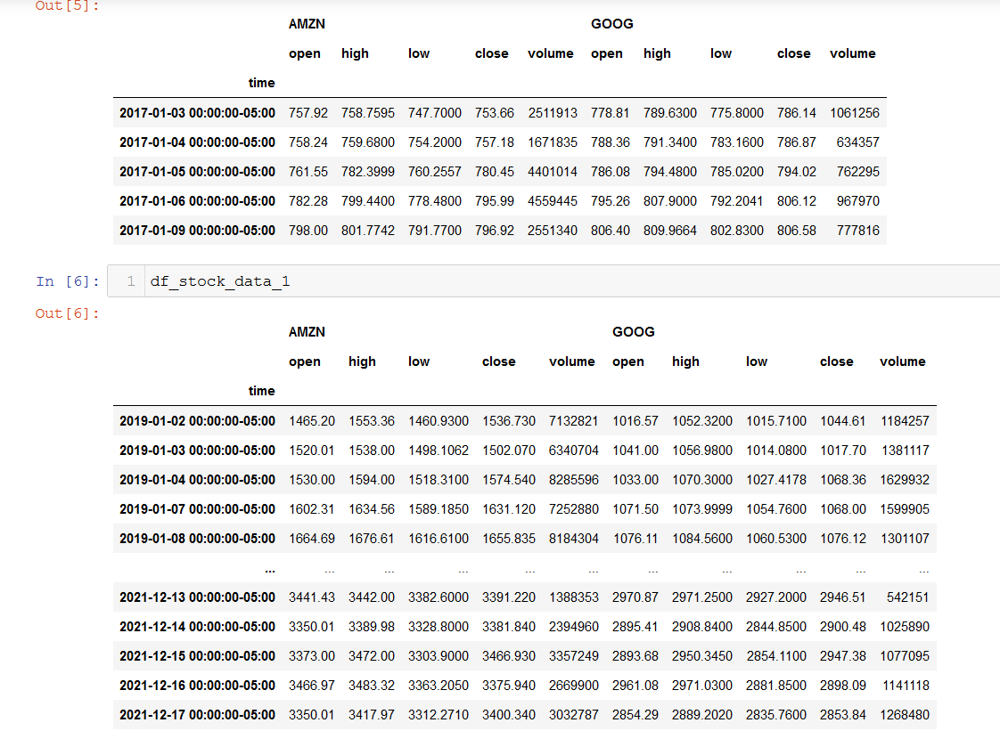 Out[5]:
AMZN GOOG
open high low close volume open high low close volume
time
2017-01-03 00:00:00-05:00 757.92 758.7595 747.7000 753.66 2511913 778.81 789.6300 775.8000 786.14 1061256
2017-01-04 00:00:00-05:00 758.24 759.6800 754.2000 757.18 1671835 788.36 791.3400 783.1600 786.87 634357
2017-01-05 00:00:00-05:00 761.55 782.3999 760.2557 780.45 4401014 786.08 794.4800 785.0200 794.02 762295
2017-01-06 00:00:00-05:00 782.28 799.4400 778.4800 795.99 4559445 795.26 807.9000 792.2041 806.12 967970
2017-01-09 00:00:00-05:00 798.00 801.7742 791.7700 796.92 2551340 806.40 809.9664 802.8300 806.58 777816
In [6]: 1 df_stock_data_1
Out[6]:
AMZN GOOG
open high low close volume open high low close volume
time
2019-01-02 00:00:00-05:00 1465.20 1553.36 1460.9300 1536.730 7132821 1016.57 1052.3200 1015.7100 1044.61 1184257
2019-01-03 00:00:00-05:00 1520.01 1538.00 1498.1062 1502.070 6340704 1041.00 1056.9800 1014.0800 1017.70 1381117
2019-01-04 00:00:00-05:00 1530.00 1594.00 1518.3100 1574.540 8285596 1033.00 1070.3000 1027.4178 1068.36 1629932
2019-01-07 00:00:00-05:00 1602.31 1634.56 1589.1850 1631.120 7252880 1071.50 1073.9999 1054.7600 1068.00 1599905
2019-01-08 00:00:00-05:00 1664.69 1676.61 1616.6100 1655.835 8184304 1076.11 1084.5600 1060.5300 1076.12 1301107
... ... ... ... ... ... ... ... ... ... ...
2021-12-13 00:00:00-05:00 3441.43 3442.00 3382.6000 3391.220 1388353 2970.87 2971.2500 2927.2000 2946.51 542151
2021-12-14 00:00:00-05:00 3350.01 3389.98 3328.8000 3381.840 2394960 2895.41 2908.8400 2844.8500 2900.48 1025890
2021-12-15 00:00:00-05:00 3373.00 3472.00 3303.9000 3466.930 3357249 2893.68 2950.3450 2854.1100 2947.38 1077095
2021-12-16 00:00:00-05:00 3466.97 3483.32 3363.2050 3375.940 2669900 2961.08 2971.0300 2881.8500 2898.09 1141118
2021-12-17 00:00:00-05:00 3350.01 3417.97 3312.2710 3400.340 3032787 2854.29 2889.2020 2835.7600 2853.84 1268480